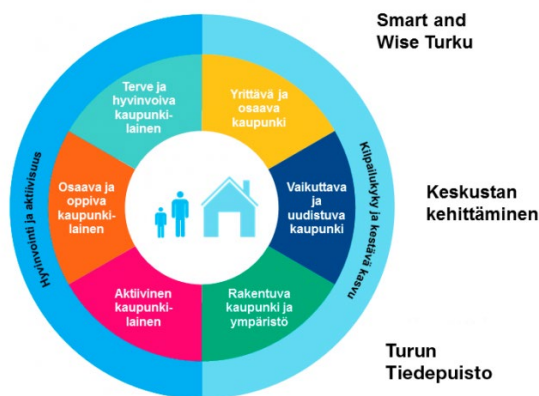 Smart and
Wise Turku
Terve ja
hyvinvoiva
kaupunki-
lainen
Yrittävä ja
osaava
kaupunki
Hyvinvointi ja aktiivisuus
Osaava ja
oppiva
kaupunki-
lainen
Vaikuttava
ja
uudistuva
kaupunki
Kilpailukyky ja kestävä kasvu
Keskustan
kehittäminen
Aktiivinen
kaupunki-
lainen
Rakentuva
kaupunki ja
ympäristö
Turun
Tiedepuisto